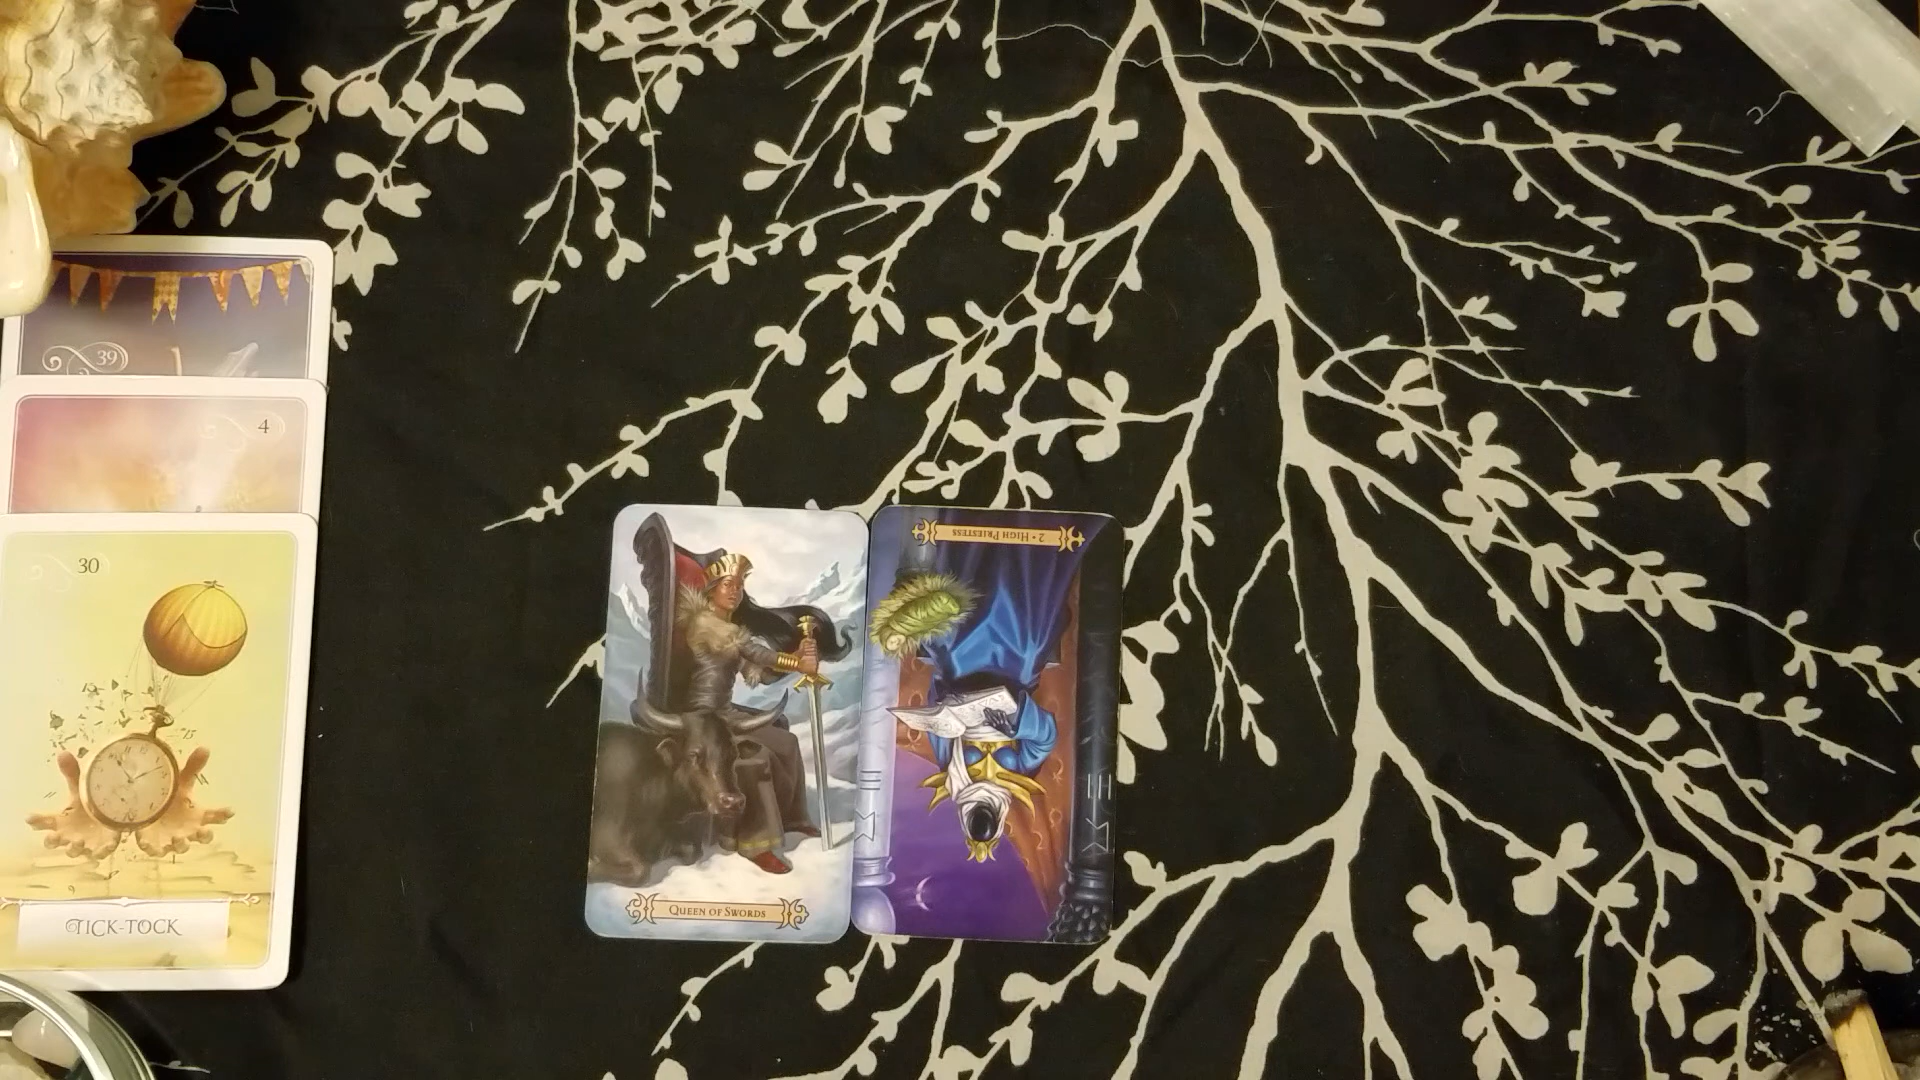 39
4
30
TICK-TOCK
QUEEN OF SWORDS
2 • HIGH PRIESTESS